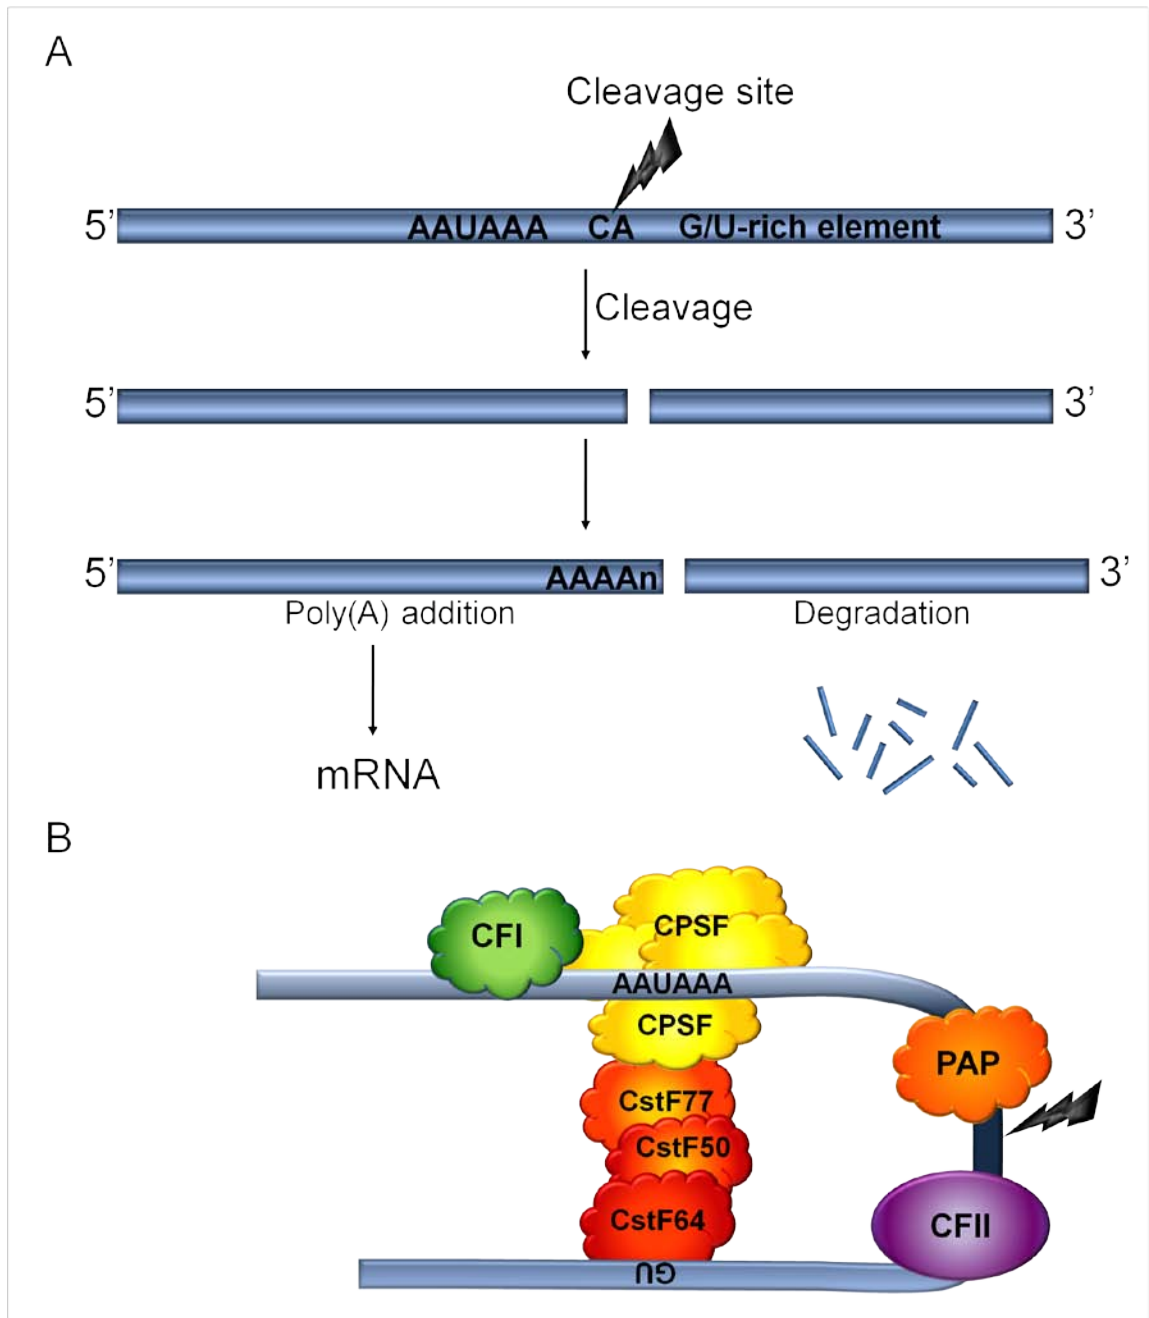 A
Cleavage site
5’ AAUAAA CA G/U-rich element 3’
Cleavage
5’ 3’
5’ AAAAn 3’
Poly(A) addition Degradation
mRNA
B
CFI CPSF
AAUAAA
CPSF
PAP
CstF77
CstF50
CstF64 CFII
GU